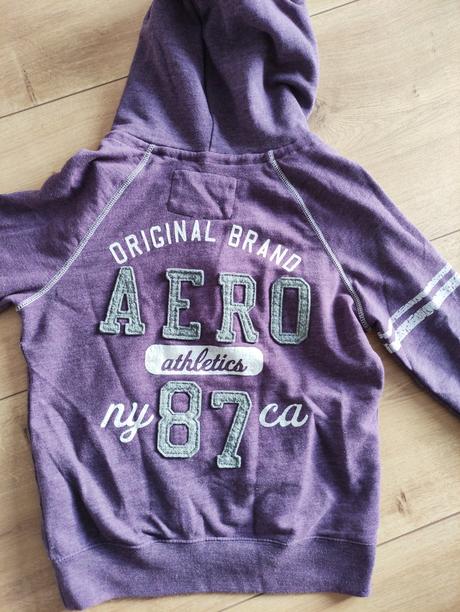 ORIGINAL BRAND
AERO
athletics
ny 87 ca